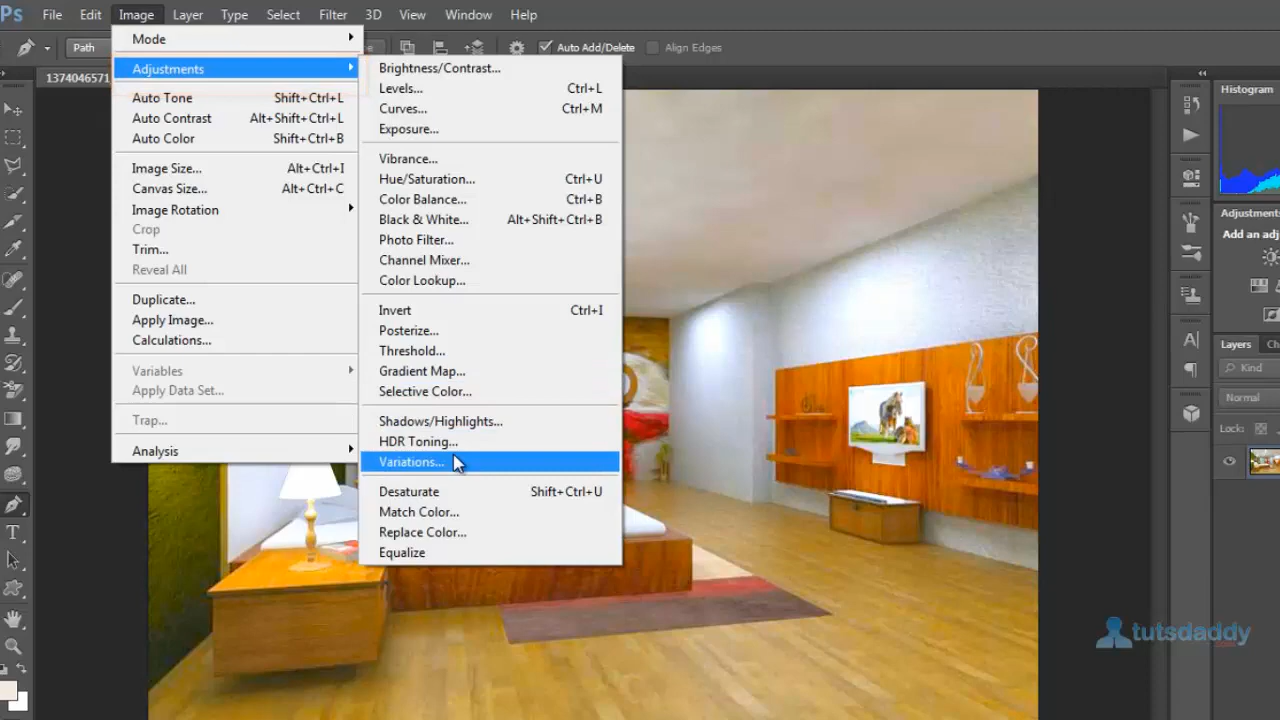 Ps File Edit Image Layer Type Select Filter 3D View Window Help
Path Auto Add/Delete Align Edges
1374046571
Mode
Adjustments
Auto Tone Shift+Ctrl+L
Auto Contrast Alt+Shift+Ctrl+L
Auto Color Shift+Ctrl+B
Image Size... Alt+Ctrl+I
Canvas Size... Alt+Ctrl+C
Image Rotation
Crop
Trim...
Reveal All
Duplicate...
Apply Image...
Calculations...
Variables
Apply Data Set...
Trap...
Analysis
Brightness/Contrast...
Levels... Ctrl+L
Curves... Ctrl+M
Exposure...
Vibrance...
Hue/Saturation... Ctrl+U
Color Balance... Ctrl+B
Black & White... Alt+Shift+Ctrl+B
Photo Filter...
Channel Mixer...
Color Lookup...
Invert Ctrl+I
Posterize...
Threshold...
Gradient Map...
Selective Color...
Shadows/Highlights...
HDR Toning...
Variations...
Desaturate Shift+Ctrl+U
Match Color...
Replace Color...
Equalize
Histogram
Adjustments
Add an adj
Layers Ch
Kind
Normal
Lock:
tutsdaddy